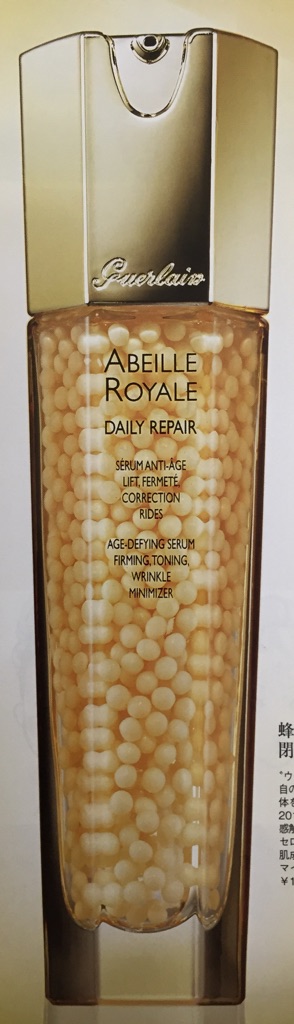 Guerlain
ABEILLE
ROYALE
DAILY REPAIR
SÉRUM ANTI-ÂGE
LIFT, FERMETÉ,
CORRECTION
RIDES
AGE-DEFYING SERUM
FIRMING, TONING,
WRINKLE
MINIMIZER
蜂
閉
"ウ
自の
体を
201
感触
セロ
肌
マイ
¥1